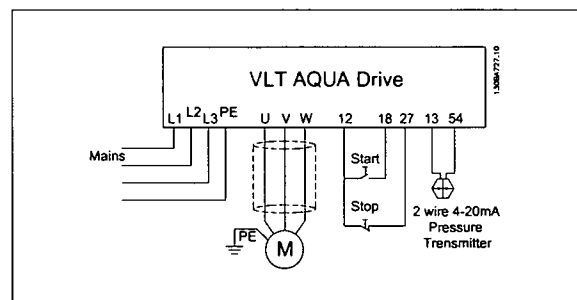 VLT AQUA Drive
130BA727.10
L1 L2 L3 PE U V W 12 18 27 13 54
Mains
Start
Stop
2 wire 4-20mA
Pressure
Trensmitter
PE
M